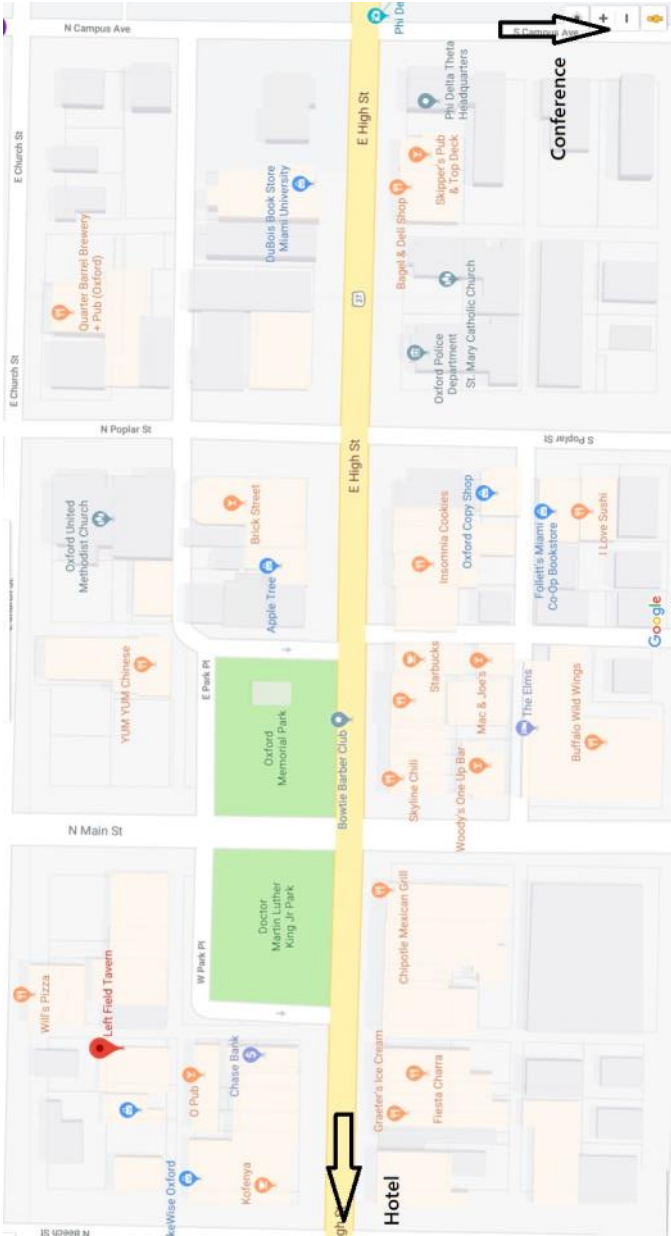 N Campus Ave
Phi De
S Campus Ave
Conference
E Church St
E High St
Phi Delta Theta
Headquarters
Skipper's Pub
& Top Deck
Bagel & Deli Shop
DuBois Book Store
Miami University
Quarter Barrel Brewery
+ Pub (Oxford)
27
St. Mary Catholic Church
Oxford Police
Department
E Church St
N Poplar St
S Poplar St
E High St
Oxford United
Methodist Church
Brick Street
Apple Tree
Insomnia Cookies
Oxford Copy Shop
Follett's Miami
Co-Op Bookstore
I Love Sushi
Google
YUM YUM Chinese
E Park Pl
Oxford
Memorial Park
Bowtie Barber Club
Starbucks
Skyline Chili
Mac & Joe's
Woody's One Up Bar
The Elms
Buffalo Wild Wings
N Main St
W Park Pl
Doctor
Martin Luther
King Jr Park
Chipotle Mexican Grill
Will's Pizza
Left Field Tavern
O Pub
Chase Bank
Graeter's Ice Cream
Fiesta Charra
keWise Oxford
Kofenya
Hotel
gh St
N Beech St